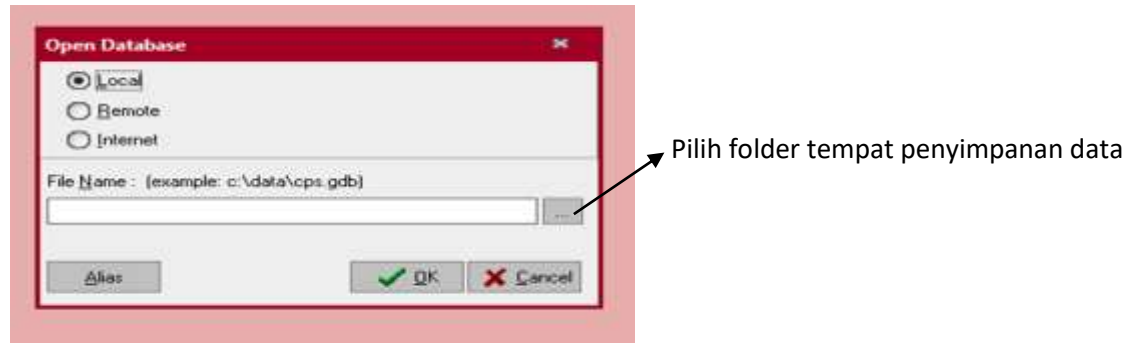 Open Database
Local
Remote
Internet
Pilih folder tempat penyimpanan data
File Name : (example: c:\data\cps.gdb)
...
Alias
OK
Cancel